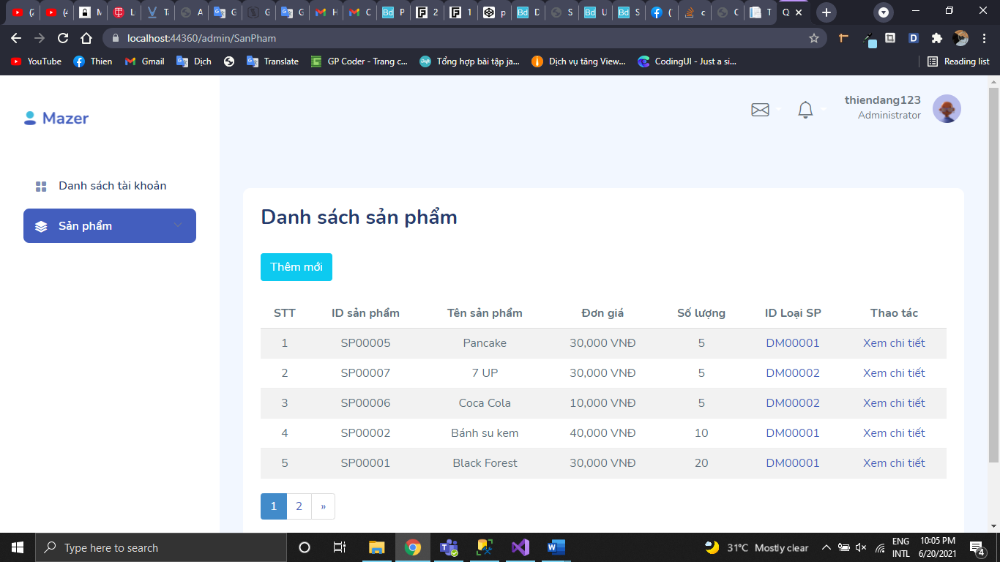 localhost:44360/admin/SanPham
YouTube Thien Gmail Dịch Translate GP Coder - Trang c... Tổng hợp bài tập ja... Dịch vụ tăng View... CodingUI - Just a si... Reading list
Mazer
thiendang123
Administrator
Danh sách tài khoản
Sản phẩm
Danh sách sản phẩm
Thêm mới
STT ID sản phẩm Tên sản phẩm Đơn giá Số lượng ID Loại SP Thao tác
1 SP00005 Pancake 30,000 VNĐ 5 DM00001 Xem chi tiết
2 SP00007 7 UP 30,000 VNĐ 5 DM00002 Xem chi tiết
3 SP00006 Coca Cola 10,000 VNĐ 5 DM00002 Xem chi tiết
4 SP00002 Bánh su kem 40,000 VNĐ 10 DM00001 Xem chi tiết
5 SP00001 Black Forest 30,000 VNĐ 20 DM00001 Xem chi tiết
1 2 »
Type here to search
31°C Mostly clear
ENG
INTL
10:05 PM
6/20/2021
4